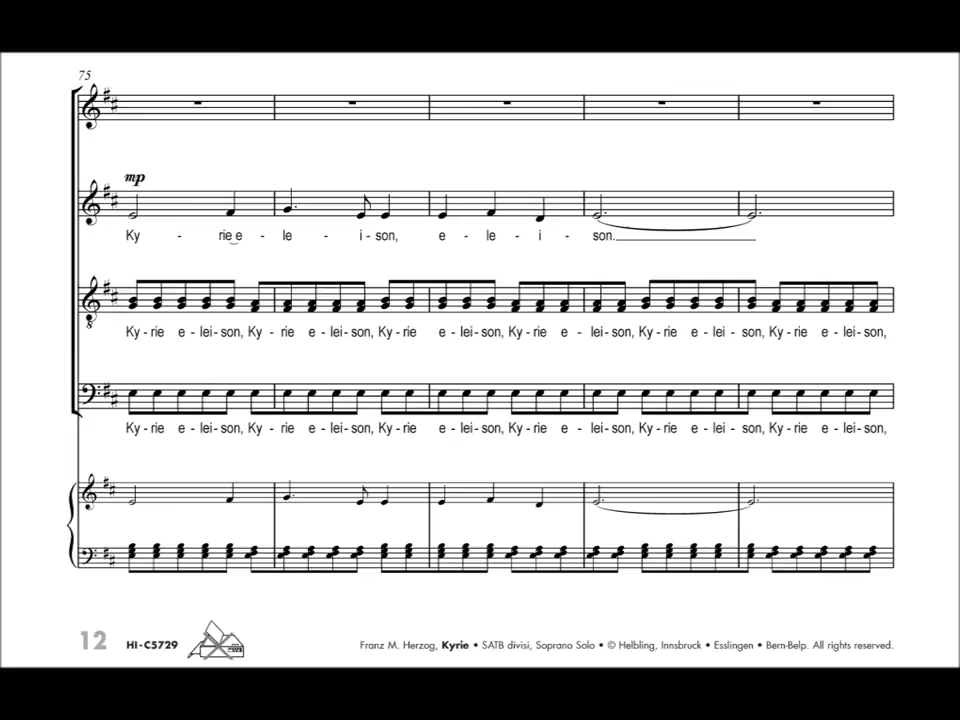 75
mp
Ky - rie e - le - i - son, e - le - i - son.
Ky - rie e - lei - son, Ky - rie e - lei - son, Ky - rie e - lei - son, Ky - rie e - lei - son, Ky - rie e - lei - son, Ky - rie e - lei - son,
8
Ky - rie e - lei - son, Ky - rie e - lei - son, Ky - rie e - lei - son, Ky - rie e - lei - son, Ky - rie e - lei - son, Ky - rie e - lei - son,
12 HI-C5729 Franz M. Herzog, Kyrie • SATB divisi, Soprano Solo • © Helbling, Innsbruck • Esslingen • Bern-Belp. All rights reserved.